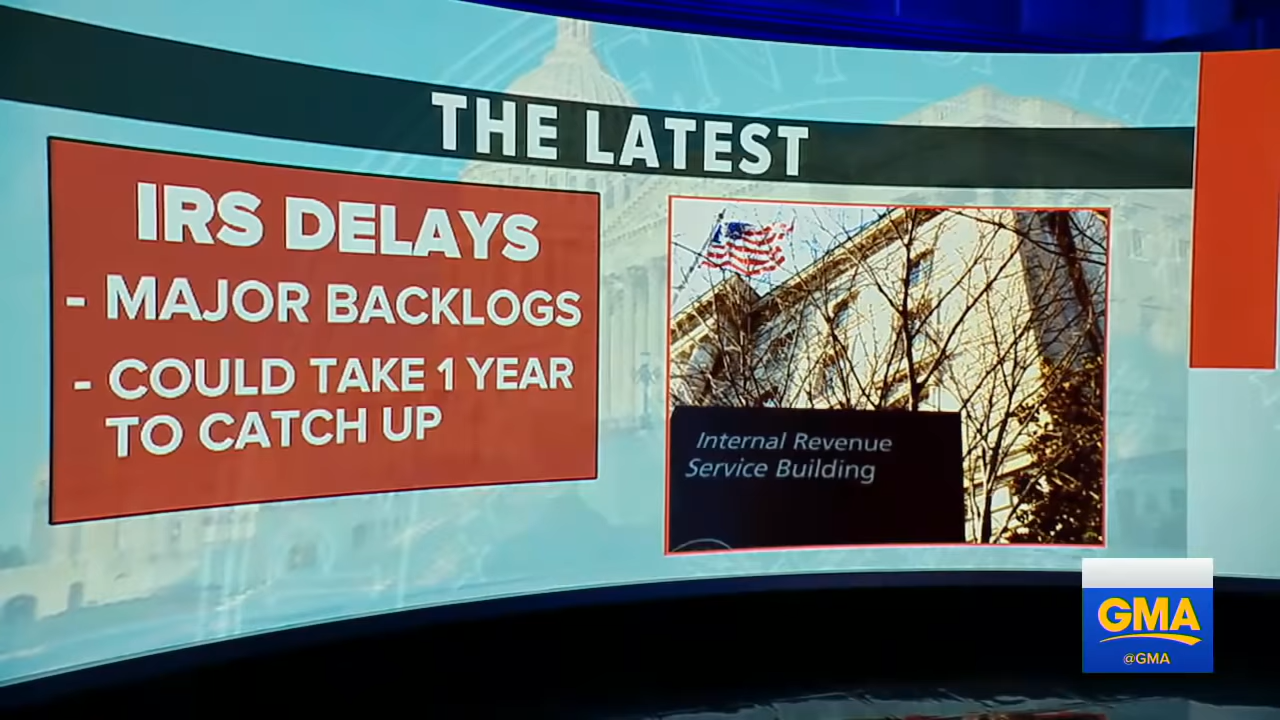 THE LATEST
IRS DELAYS
- MAJOR BACKLOGS
- COULD TAKE 1 YEAR
TO CATCH UP
Internal Revenue
Service Building
GMA
@GMA